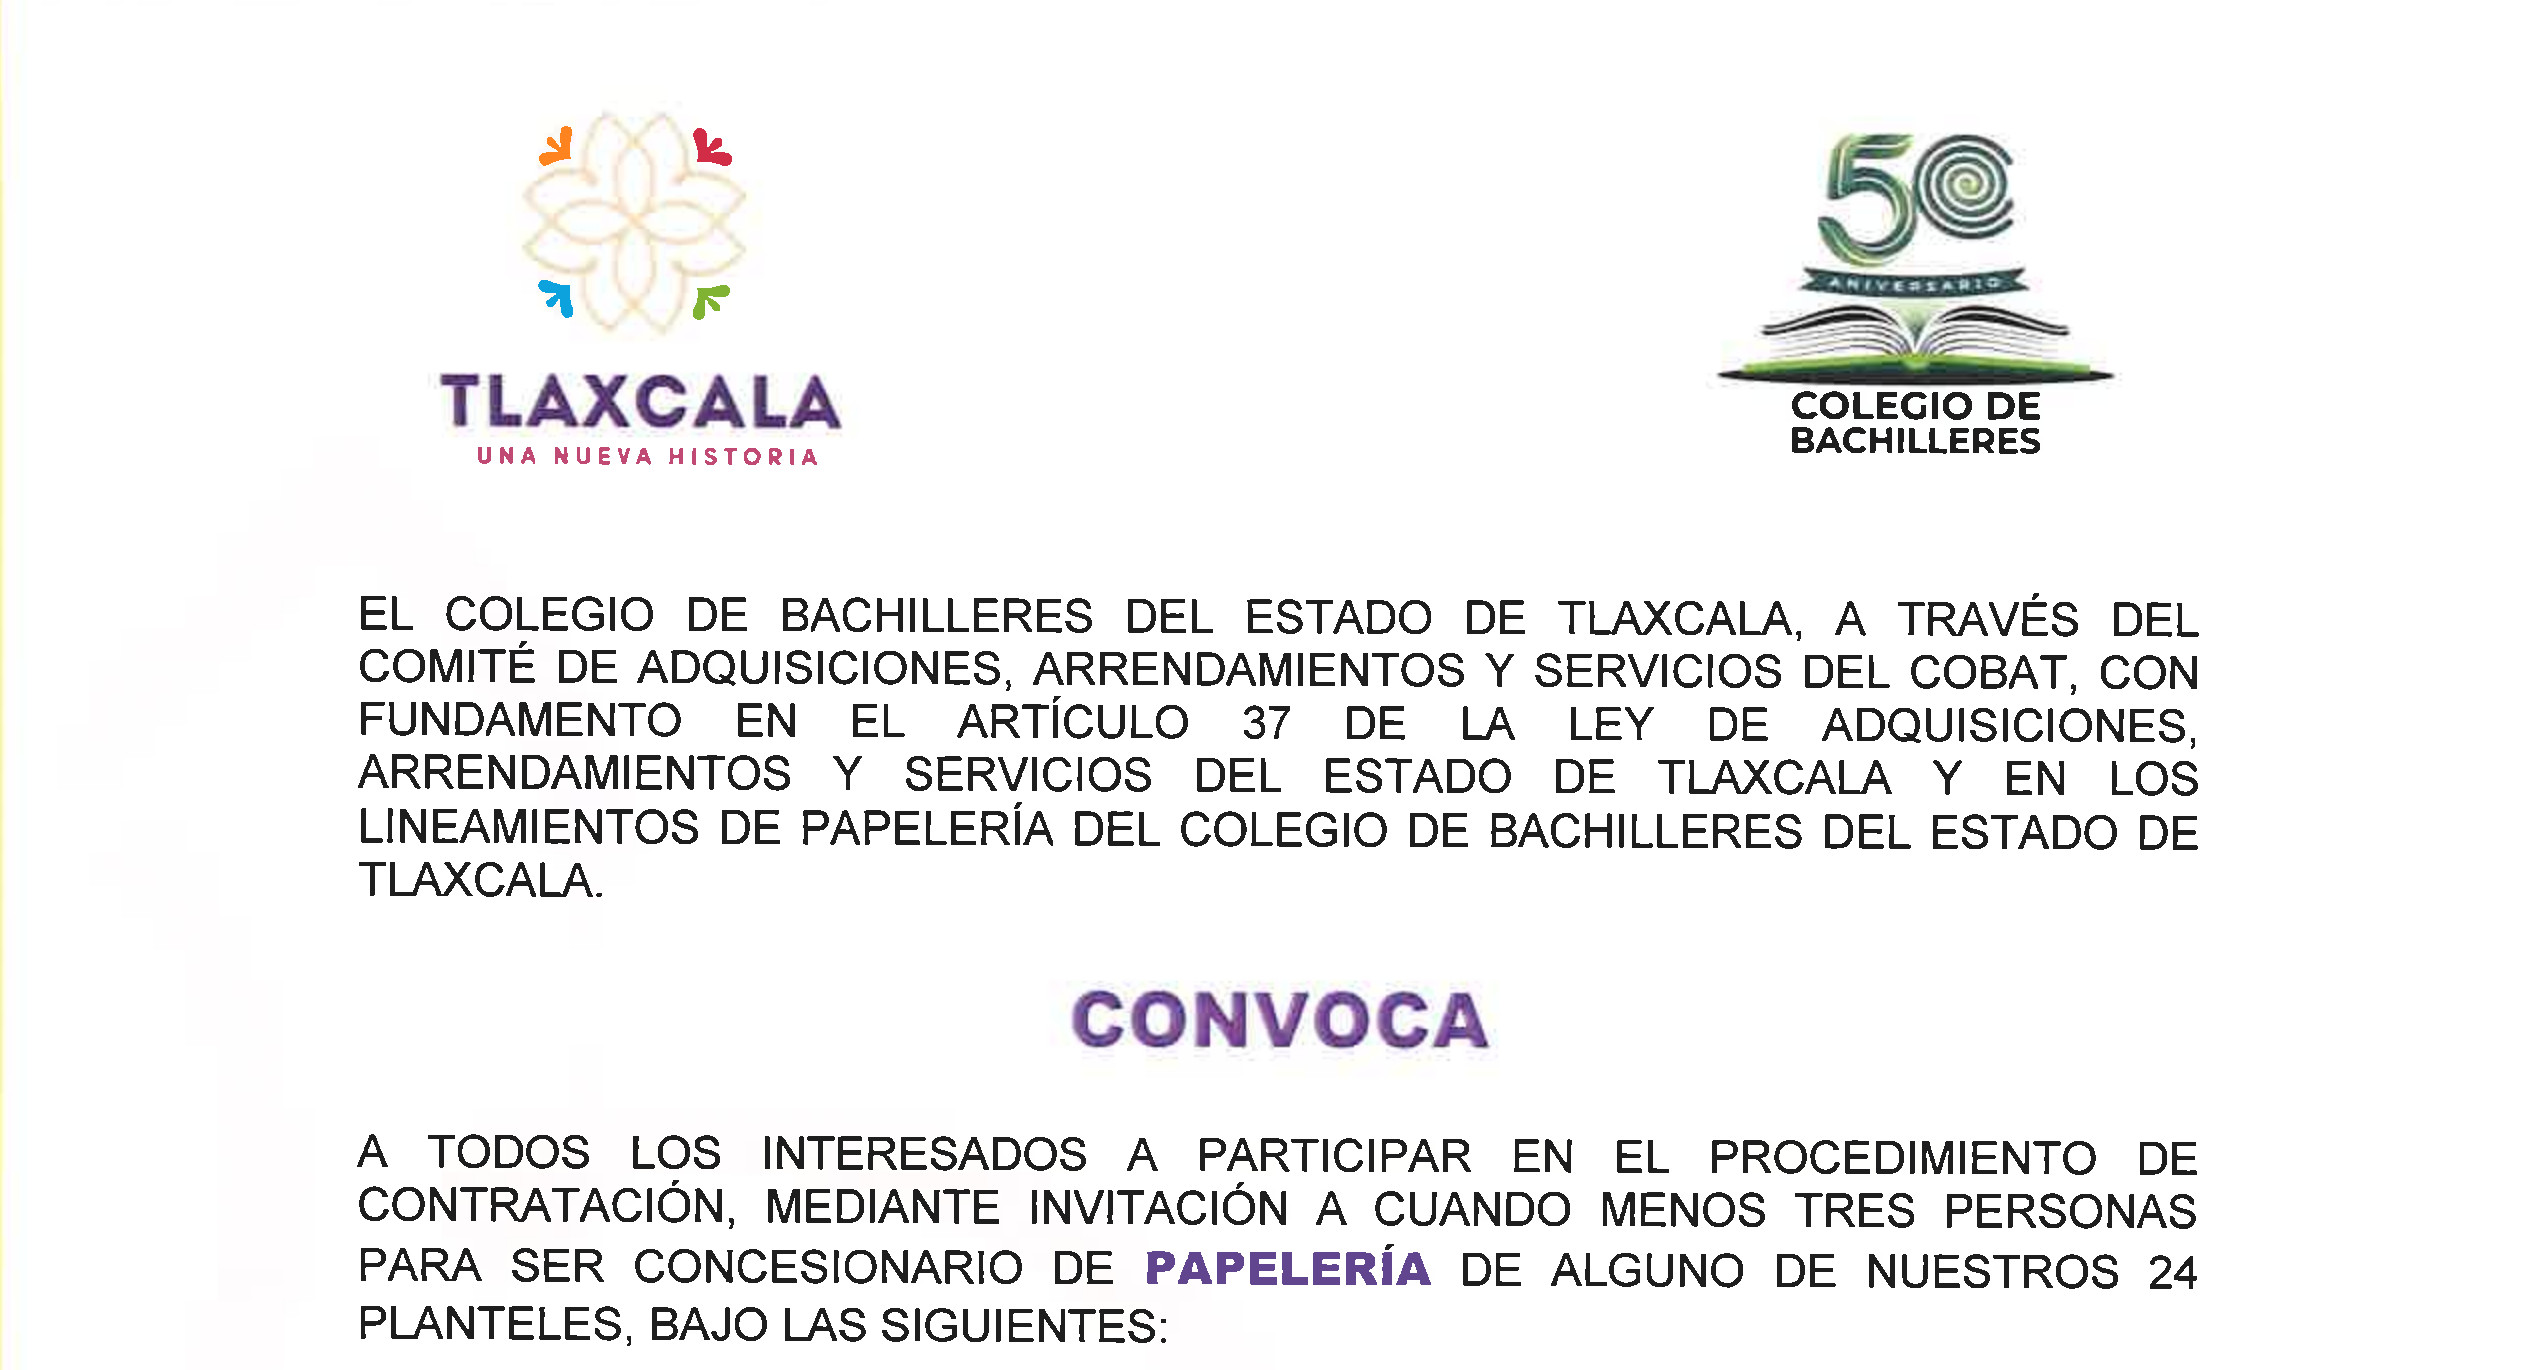 TLAXCALA
UNA NUEVA HISTORIA
50
ANIVERSARIO
COLEGIO DE
BACHILLERES
EL COLEGIO DE BACHILLERES DEL ESTADO DE TLAXCALA, A TRAVÉS DEL
COMITÉ DE ADQUISICIONES, ARRENDAMIENTOS Y SERVICIOS DEL COBAT, CON
FUNDAMENTO EN EL ARTÍCULO 37 DE LA LEY DE ADQUISICIONES,
ARRENDAMIENTOS Y SERVICIOS DEL ESTADO DE TLAXCALA Y EN LOS
LINEAMIENTOS DE PAPELERÍA DEL COLEGIO DE BACHILLERES DEL ESTADO DE
TLAXCALA.
CONVOCA
A TODOS LOS INTERESADOS A PARTICIPAR EN EL PROCEDIMIENTO DE
CONTRATACIÓN, MEDIANTE INVITACIÓN A CUANDO MENOS TRES PERSONAS
PARA SER CONCESIONARIO DE PAPELERÍA DE ALGUNO DE NUESTROS 24
PLANTELES, BAJO LAS SIGUIENTES: